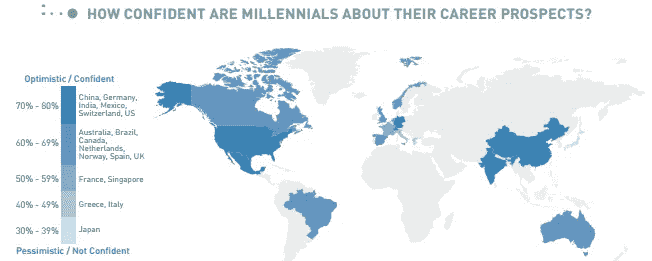 HOW CONFIDENT ARE MILLENNIALS ABOUT THEIR CAREER PROSPECTS?
Optimistic / Confident
70% - 80%
China, Germany,
India, Mexico,
Switzerland, US
60% - 69%
Australia, Brazil,
Canada,
Netherlands,
Norway, Spain, UK
50% - 59%
France, Singapore
40% - 49%
Greece, Italy
30% - 39%
Japan
Pessimistic / Not Confident